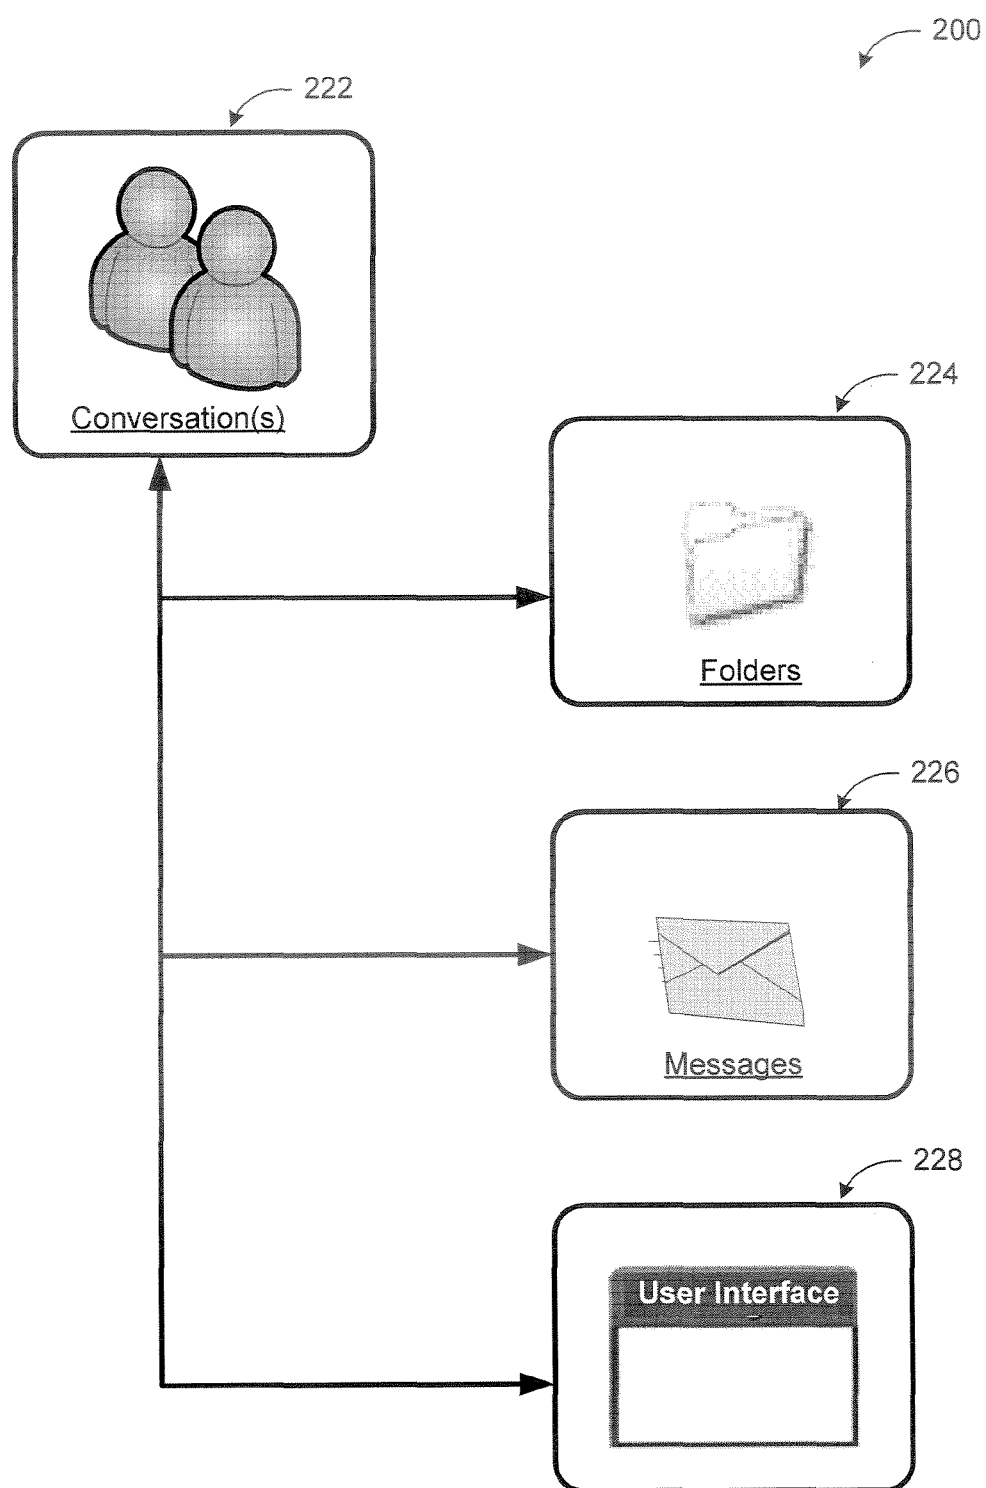 200
222
Conversation(s)
224
Folders
226
Messages
228
User Interface